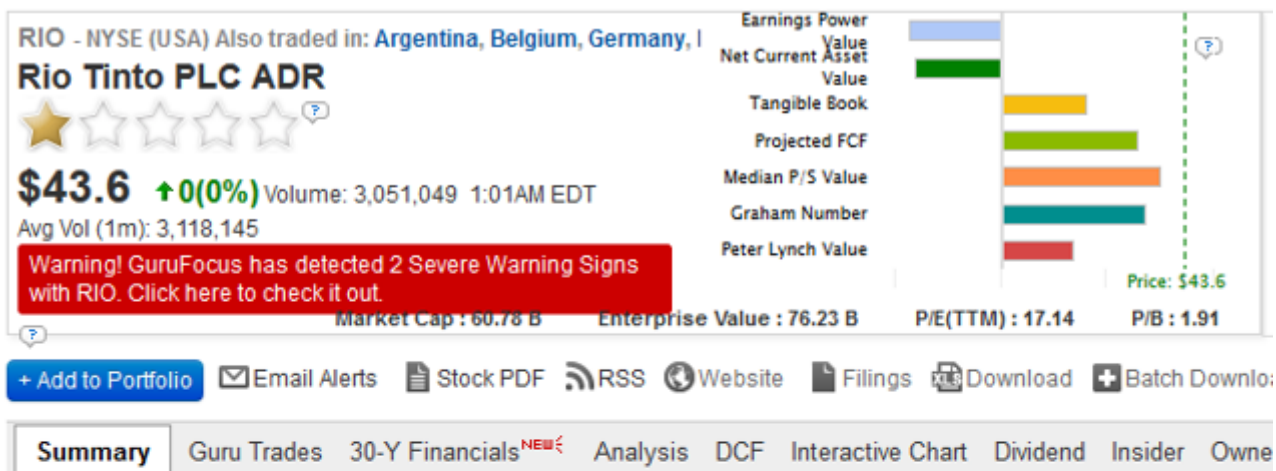 RIO - NYSE (USA) Also traded in: Argentina, Belgium, Germany,
Rio Tinto PLC ADR
?
$43.6 0(0%) Volume: 3,051,049 1:01AM EDT
Avg Vol (1m): 3,118,145
Warning! GuruFocus has detected 2 Severe Warning Signs
with RIO. Click here to check it out.
Earnings Power
Value
Net Current Asset
Value
Tangible Book
Projected FCF
Median P/S Value
Graham Number
Peter Lynch Value
?
Price: $43.6
?
Market Cap : 60.78 B Enterprise Value : 76.23 B P/E(TTM) : 17.14 P/B : 1.91
+ Add to Portfolio Email Alerts Stock PDF RSS Website Filings XLS Download Batch Downloa
Summary Guru Trades 30-Y Financials NEW Analysis DCF Interactive Chart Dividend Insider Owne